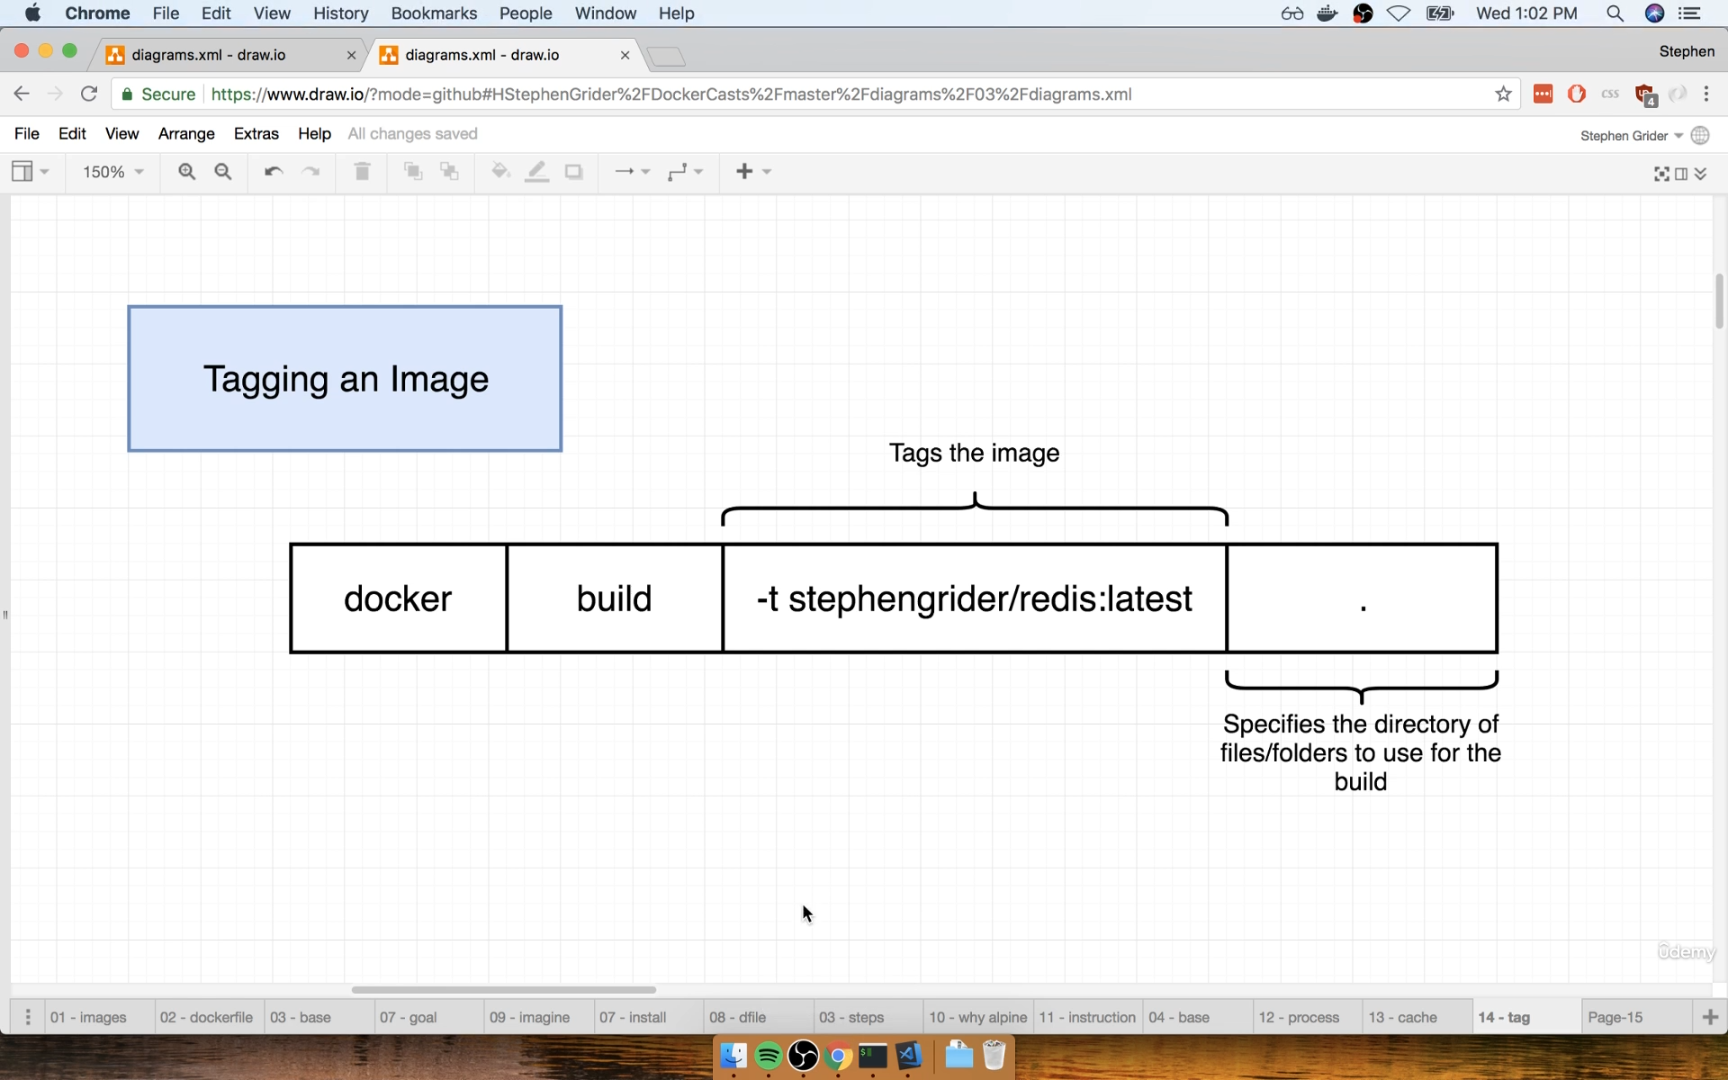 Chrome File Edit View History Bookmarks People Window Help Wed 1:02 PM
diagrams.xml - draw.io diagrams.xml - draw.io Stephen
Secure https://www.draw.io/?mode=github#HStephenGrider%2FDockerCasts%2Fmaster%2Fdiagrams%2F03%2Fdiagrams.xml css 4
File Edit View Arrange Extras Help All changes saved Stephen Grider
150%
Tagging an Image
Tags the image
docker build -t stephengrider/redis:latest .
Specifies the directory of
files/folders to use for the
build
ûdemy
01 - images 02 - dockerfile 03 - base 07 - goal 09 - imagine 07 - install 08 - dfile 03 - steps 10 - why alpine 11 - instruction 04 - base 12 - process 13 - cache 14 - tag Page-15